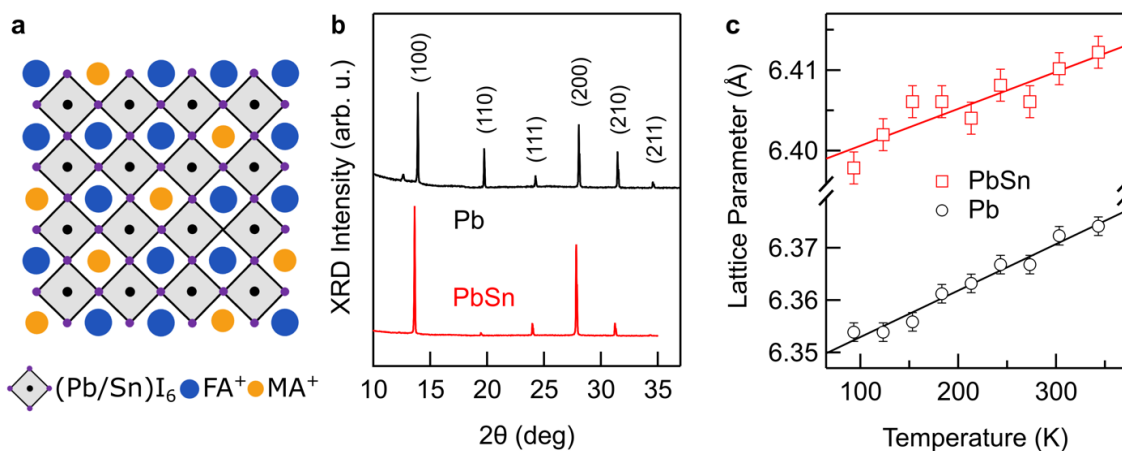 a
(Pb/Sn)I6
FA+
MA+
b
XRD Intensity (arb. u.)
(100)
(110)
(111)
(200)
(210)
(211)
Pb
PbSn
10
15
20
25
30
35
2θ (deg)
c
Lattice Parameter (Å)
6.41
6.40
6.37
6.36
6.35
PbSn
Pb
100
200
300
Temperature (K)